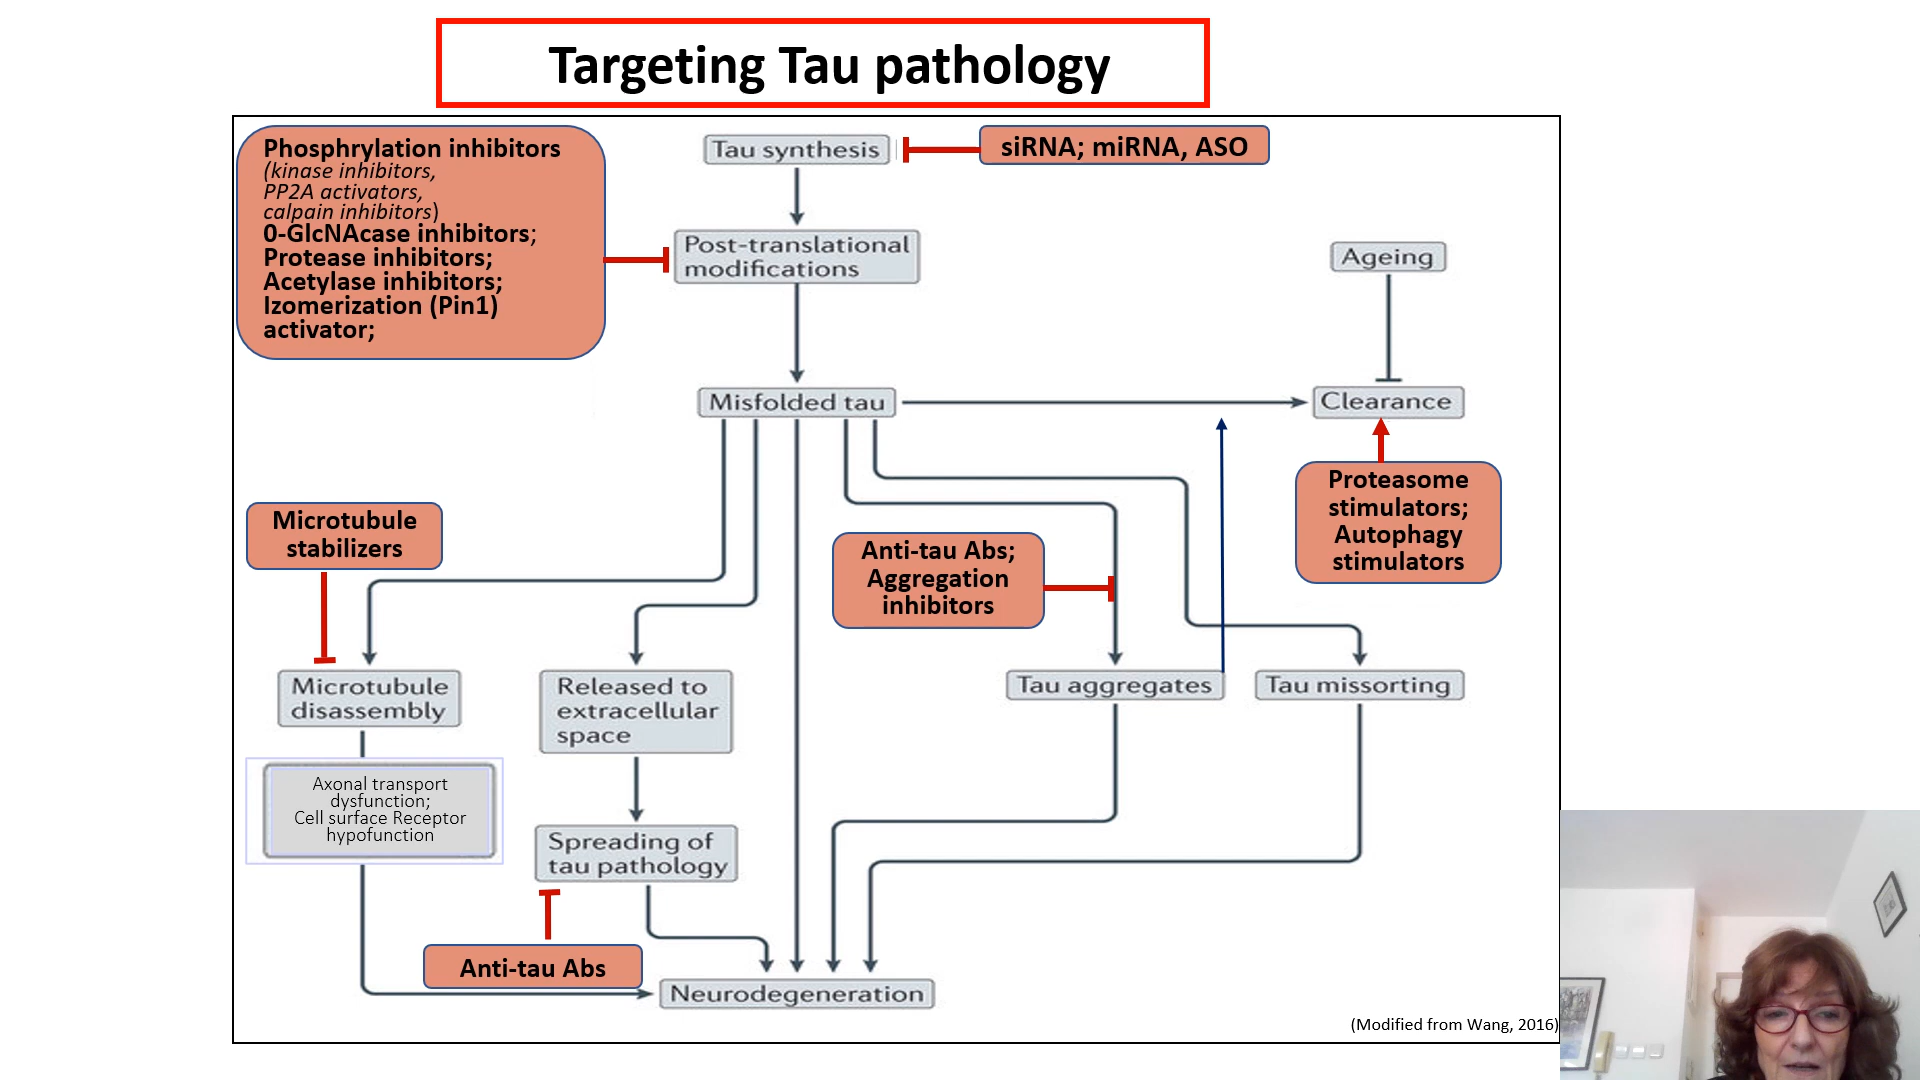 Targeting Tau pathology
Phosphrylation inhibitors
(kinase inhibitors,
PP2A activators,
calpain inhibitors)
0-GlcNAcase inhibitors;
Protease inhibitors;
Acetylase inhibitors;
Izomerization (Pin1)
activator;
Tau synthesis
siRNA; miRNA, ASO
Post-translational
modifications
Ageing
Misfolded tau
Clearance
Proteasome
stimulators;
Autophagy
stimulators
Microtubule
stabilizers
Anti-tau Abs;
Aggregation
inhibitors
Microtubule
disassembly
Released to
extracellular
space
Tau aggregates
Tau missorting
Axonal transport
dysfunction;
Cell surface Receptor
hypofunction
Spreading of
tau pathology
Anti-tau Abs
Neurodegeneration
(Modified from Wang, 2016)